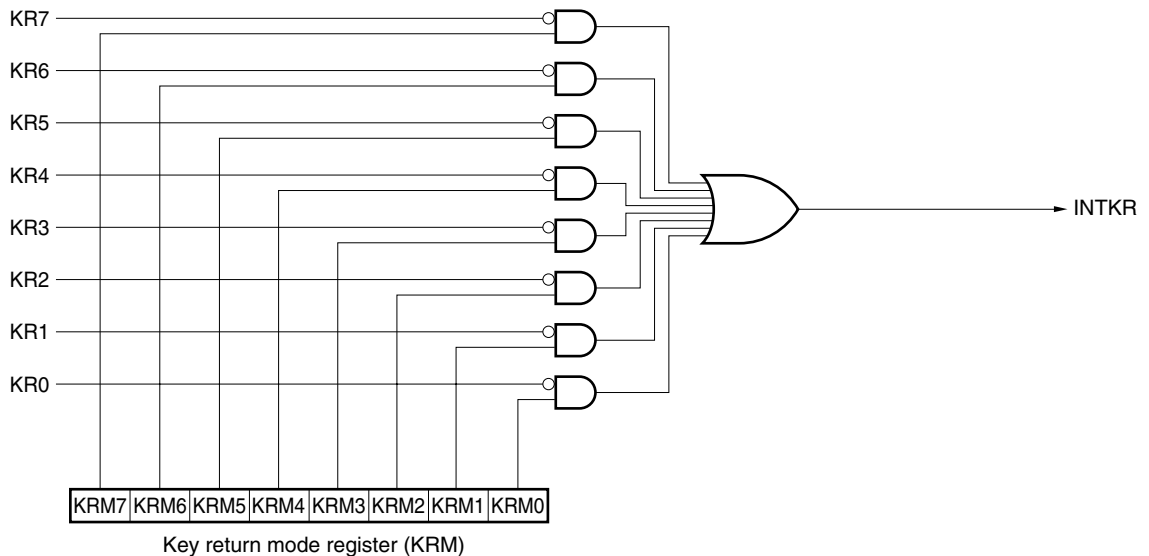 KR7
KR6
KR5
KR4
KR3
KR2
KR1
KR0
INTKR
KRM7 KRM6 KRM5 KRM4 KRM3 KRM2 KRM1 KRM0
Key return mode register (KRM)